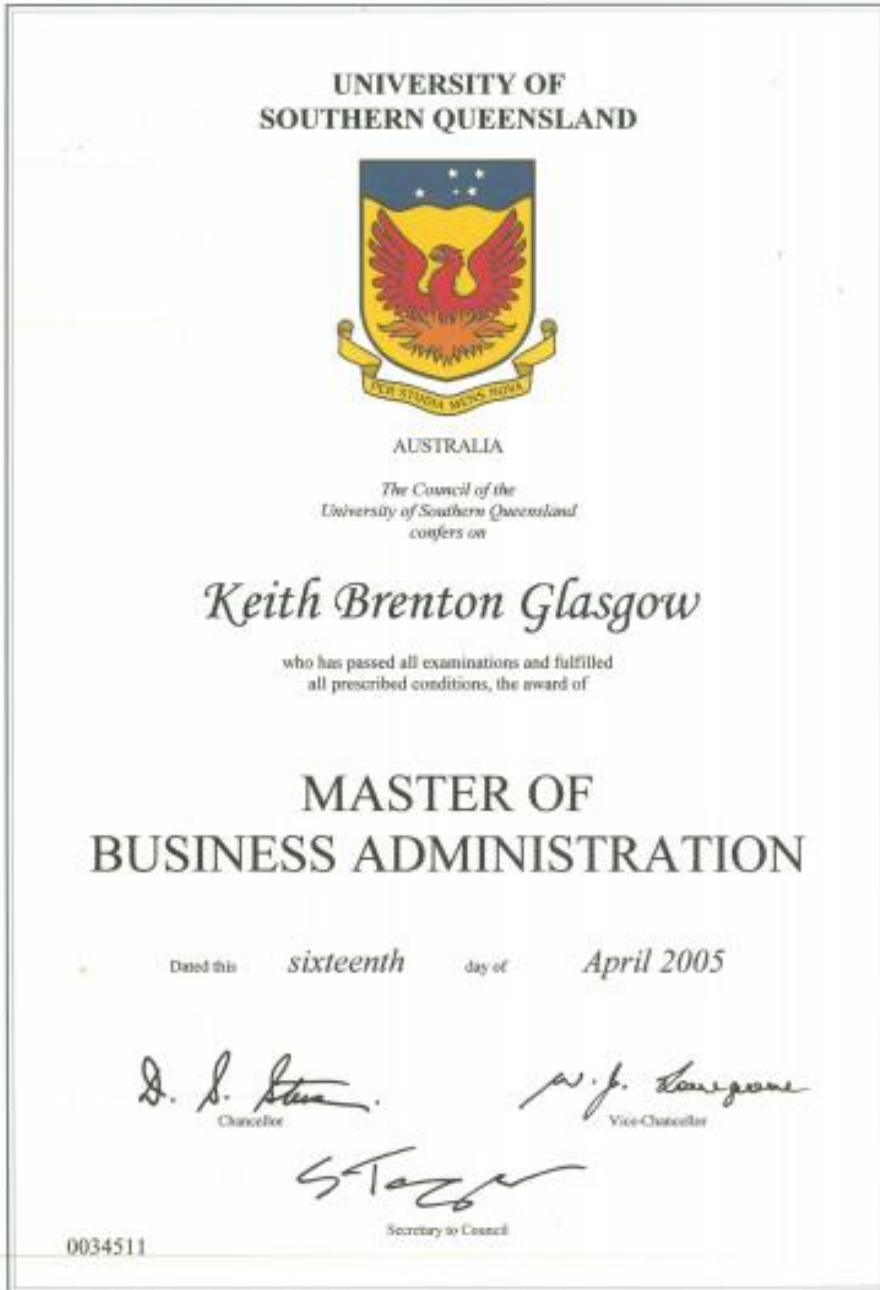 UNIVERSITY OF
SOUTHERN QUEENSLAND
PER STUDIA MENS NOVA
AUSTRALIA
The Council of the
University of Southern Queensland
confers on
Keith Brenton Glasgow
who has passed all examinations and fulfilled
all prescribed conditions, the award of
MASTER OF
BUSINESS ADMINISTRATION
Dated this sixteenth day of April 2005
D. S.
W. J.
Chancellor
Vice-Chancellor
Secretary to Council
0034511